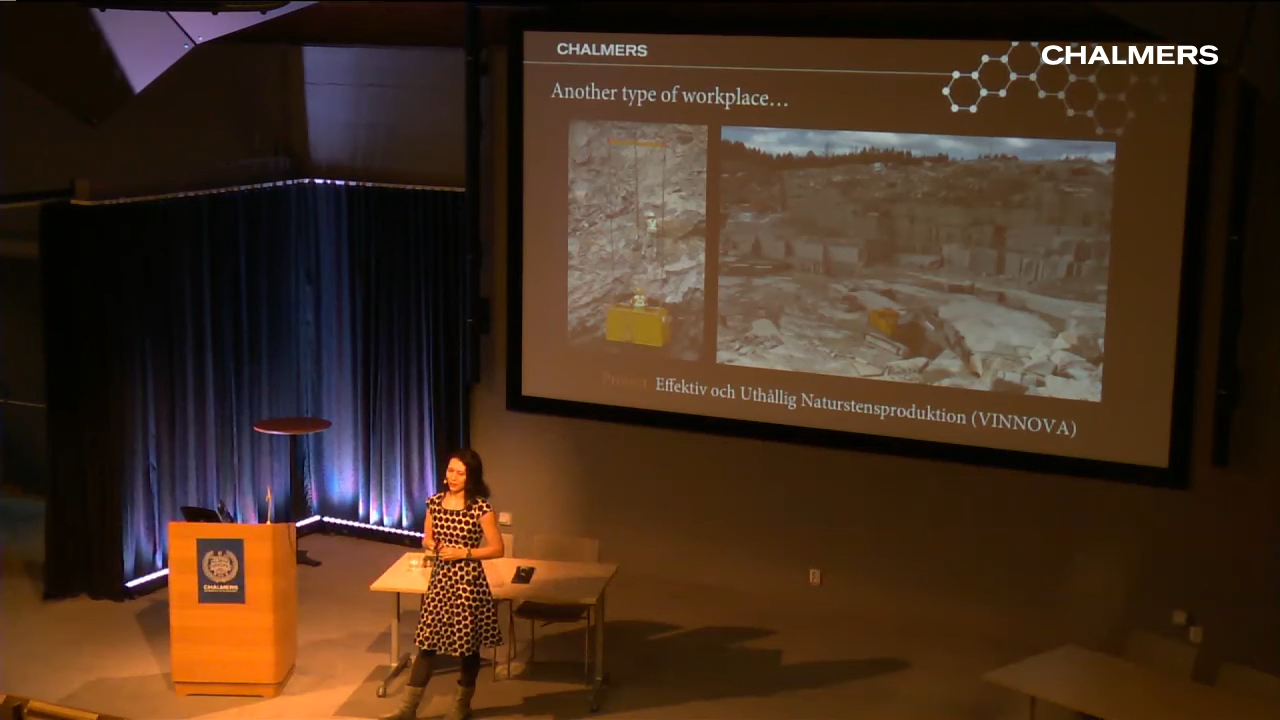 CHALMERS
CHALMERS
Another type of workplace…
Effektiv och Uthållig Naturstensproduktion (VINNOVA)
CHALMERS